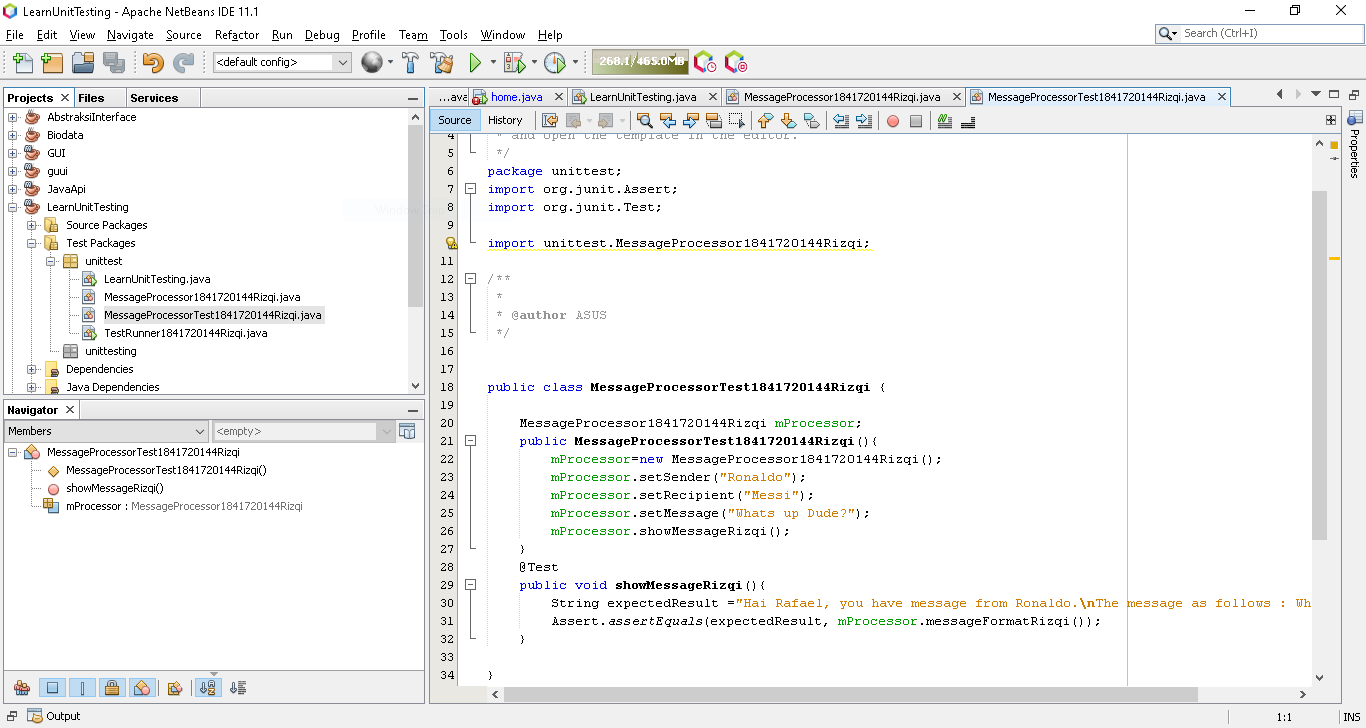 LearnUnitTesting - Apache NetBeans IDE 11.1
File Edit View Navigate Source Refactor Run Debug Profile Team Tools Window Help
Search (Ctrl+I)
<default config>
268.1/465.0MB
Projects Files Services
AbstraksiInterface
Biodata
GUI
guui
JavaApi
LearnUnitTesting
Source Packages
Test Packages
unittest
LearnUnitTesting.java
MessageProcessor1841720144Rizqi.java
MessageProcessorTest1841720144Rizqi.java
TestRunner1841720144Rizqi.java
unittesting
Dependencies
Java Dependencies
Navigator
Members
<empty>
MessageProcessorTest1841720144Rizqi
MessageProcessorTest1841720144Rizqi()
showMessageRizqi()
mProcessor : MessageProcessor1841720144Rizqi
...ava home.java LearnUnitTesting.java MessageProcessor1841720144Rizqi.java MessageProcessorTest1841720144Rizqi.java
Source History
4 * and open the template in the editor.
5 */
6 package unittest;
7 import org.junit.Assert;
8 import org.junit.Test;
9
import unittest.MessageProcessor1841720144Rizqi;
11
12 /**
13 *
14 * @author ASUS
15 */
16
17
18 public class MessageProcessorTest1841720144Rizqi {
19
20 MessageProcessor1841720144Rizqi mProcessor;
21 public MessageProcessorTest1841720144Rizqi(){
22 mProcessor=new MessageProcessor1841720144Rizqi();
23 mProcessor.setSender("Ronaldo");
24 mProcessor.setRecipient("Messi");
25 mProcessor.setMessage("Whats up Dude?");
26 mProcessor.showMessageRizqi();
27 }
28 @Test
29 public void showMessageRizqi(){
30 String expectedResult ="Hai Rafael, you have message from Ronaldo.\nThe message as follows : Wh
31 Assert.assertEquals(expectedResult, mProcessor.messageFormatRizqi());
32 }
33
34 }
Properties
Output
1:1 INS